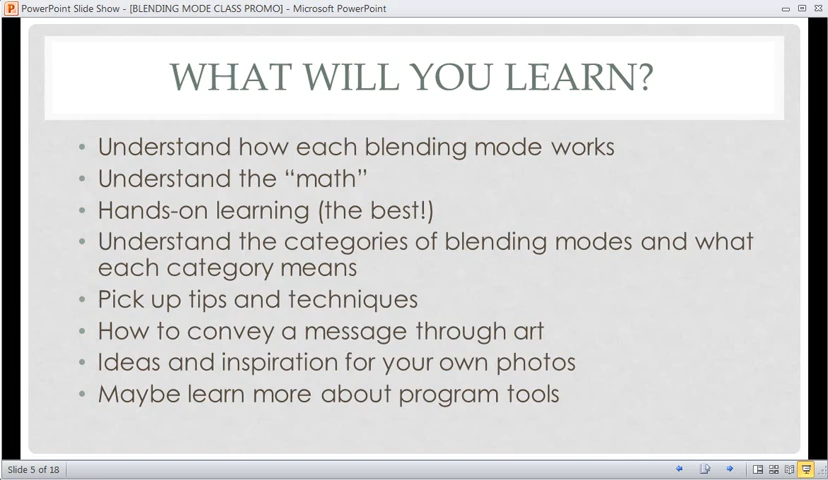 PowerPoint Slide Show - [BLENDING MODE CLASS PROMO] - Microsoft PowerPoint
WHAT WILL YOU LEARN?
• Understand how each blending mode works
• Understand the “math”
• Hands-on learning (the best!)
• Understand the categories of blending modes and what
each category means
• Pick up tips and techniques
• How to convey a message through art
• Ideas and inspiration for your own photos
• Maybe learn more about program tools
Slide 5 of 18